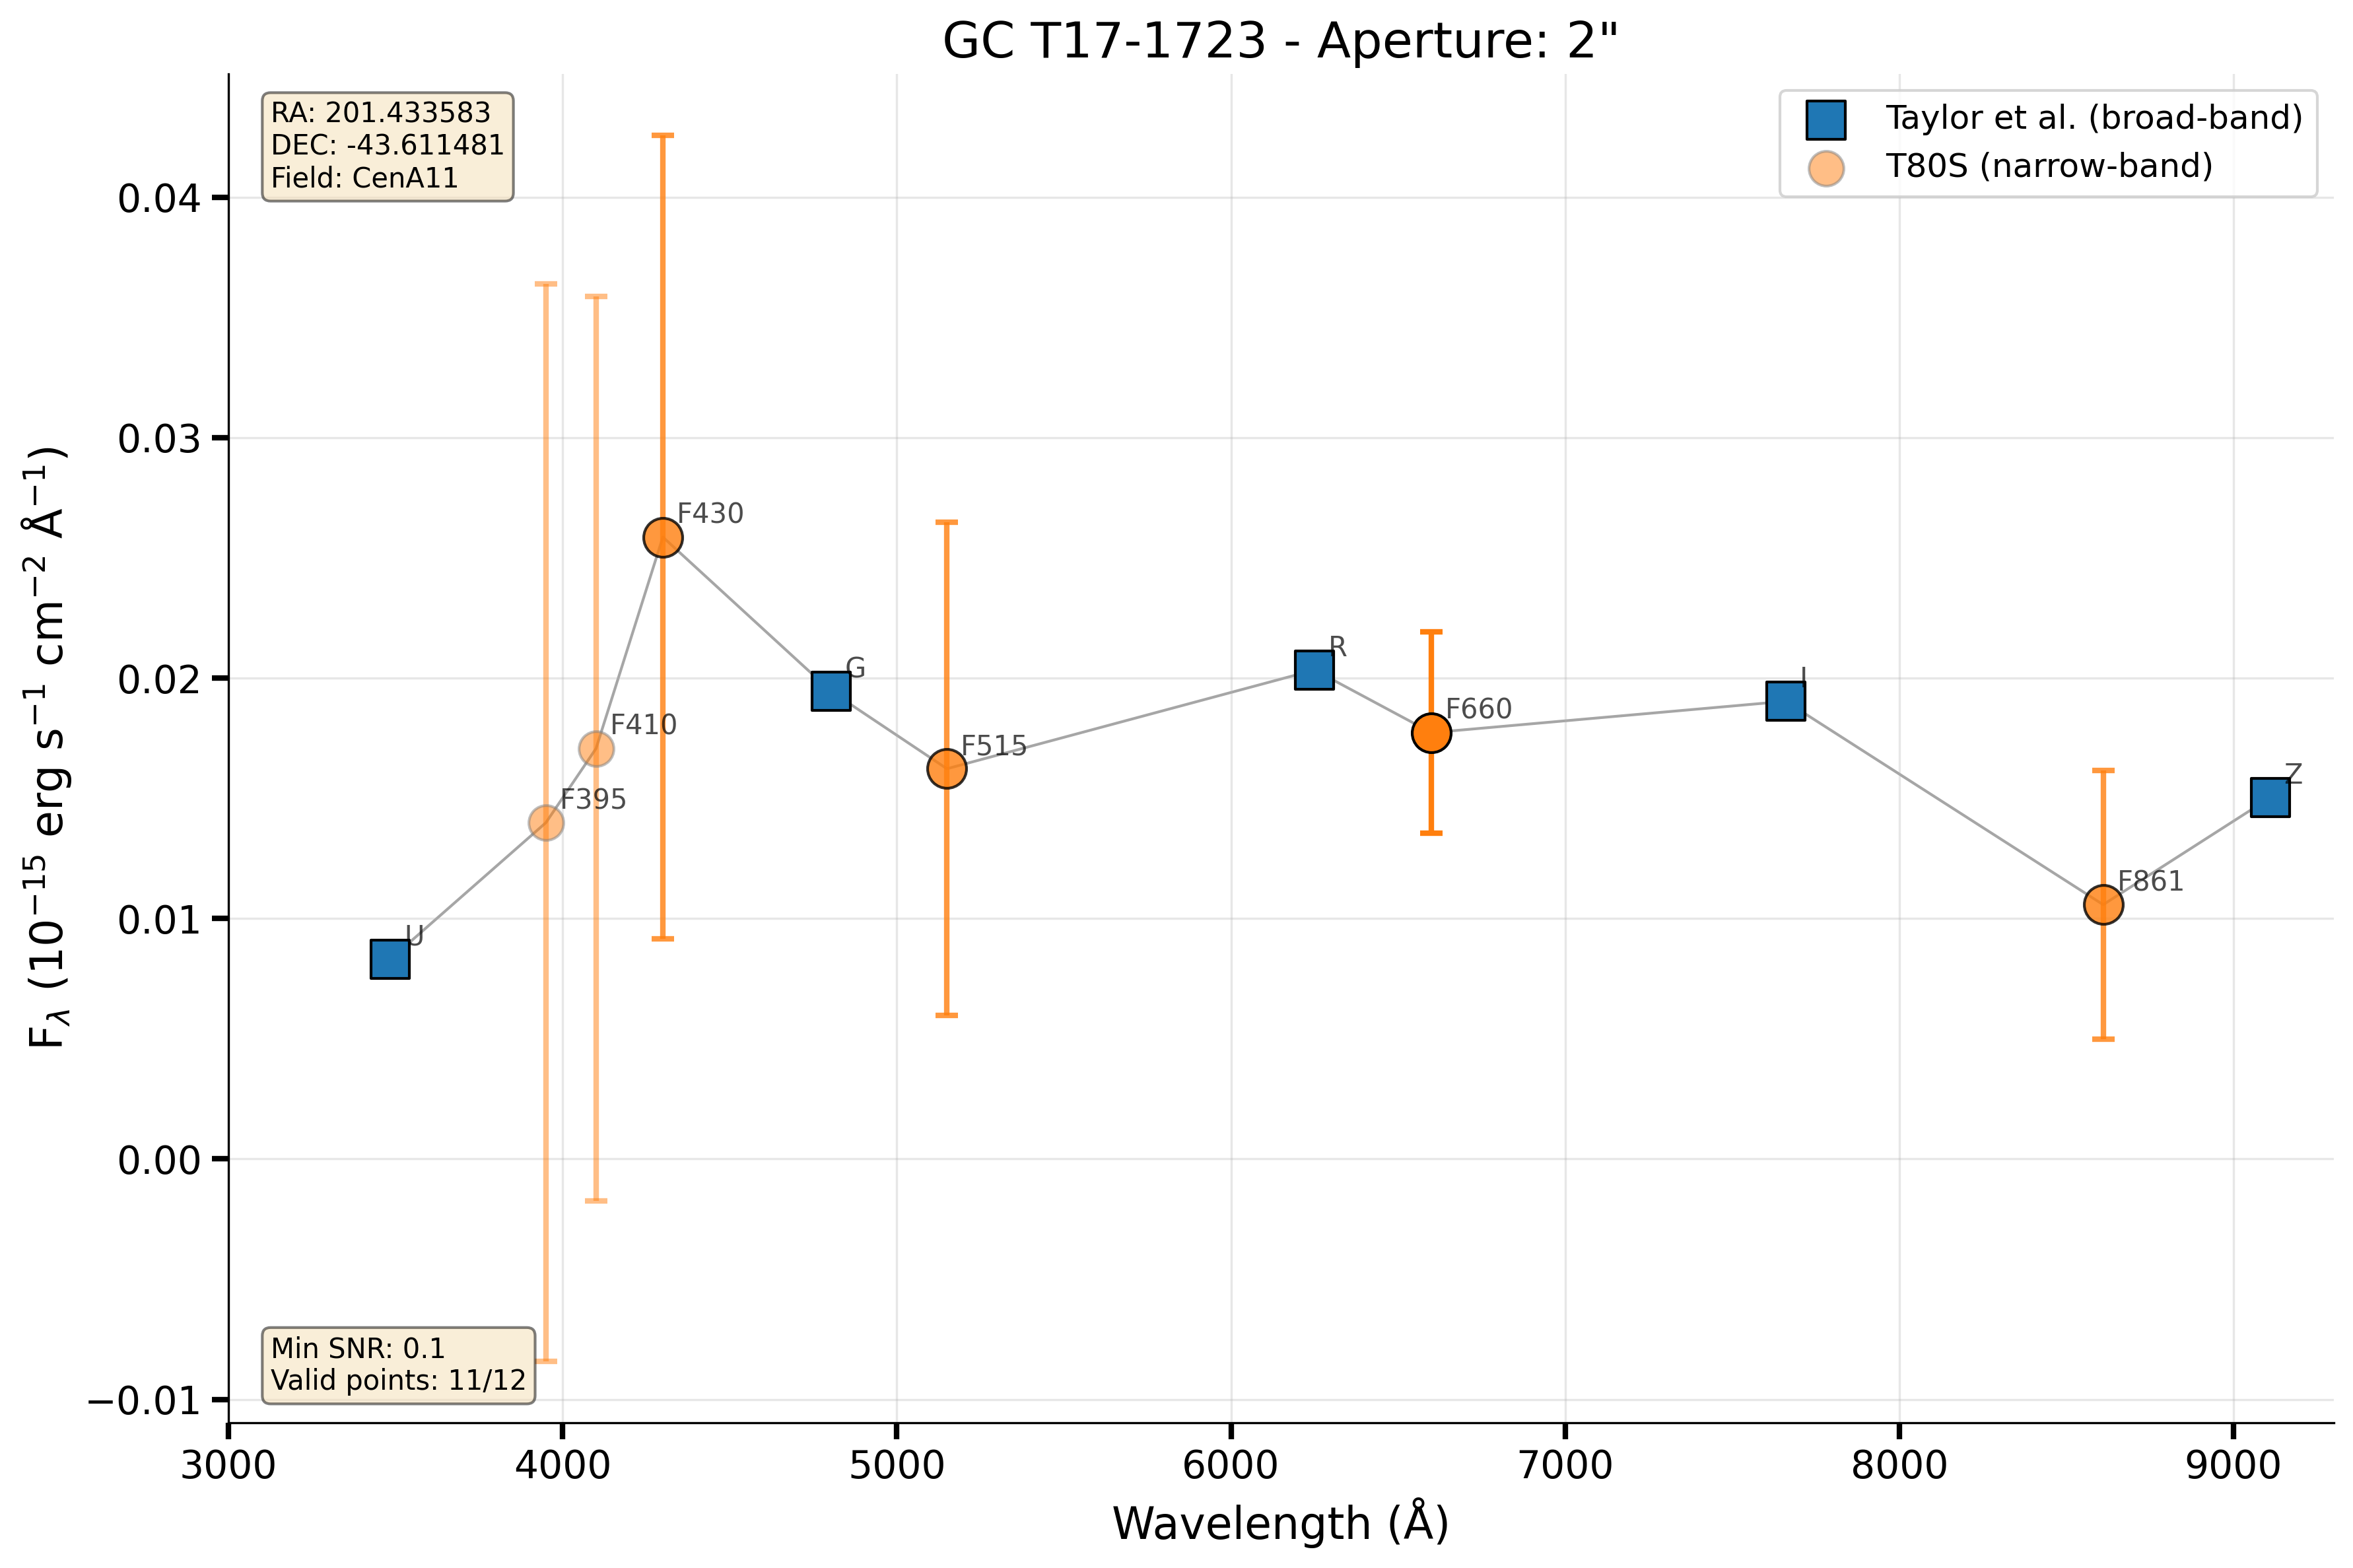 GC T17-1723 - Aperture: 2"
RA: 201.433583
DEC: -43.611481
Field: CenA11
Taylor et al. (broad-band)
T80S (narrow-band)
0.04
0.03
0.02
0.01
0.00
−0.01
F430
G
R
F410
F515
F660
I
Z
F395
F861
U
Min SNR: 0.1
Valid points: 11/12
3000
4000
5000
6000
7000
8000
9000
Wavelength (Å)
Fλ (10⁻¹⁵ erg s⁻¹ cm⁻² Å⁻¹)